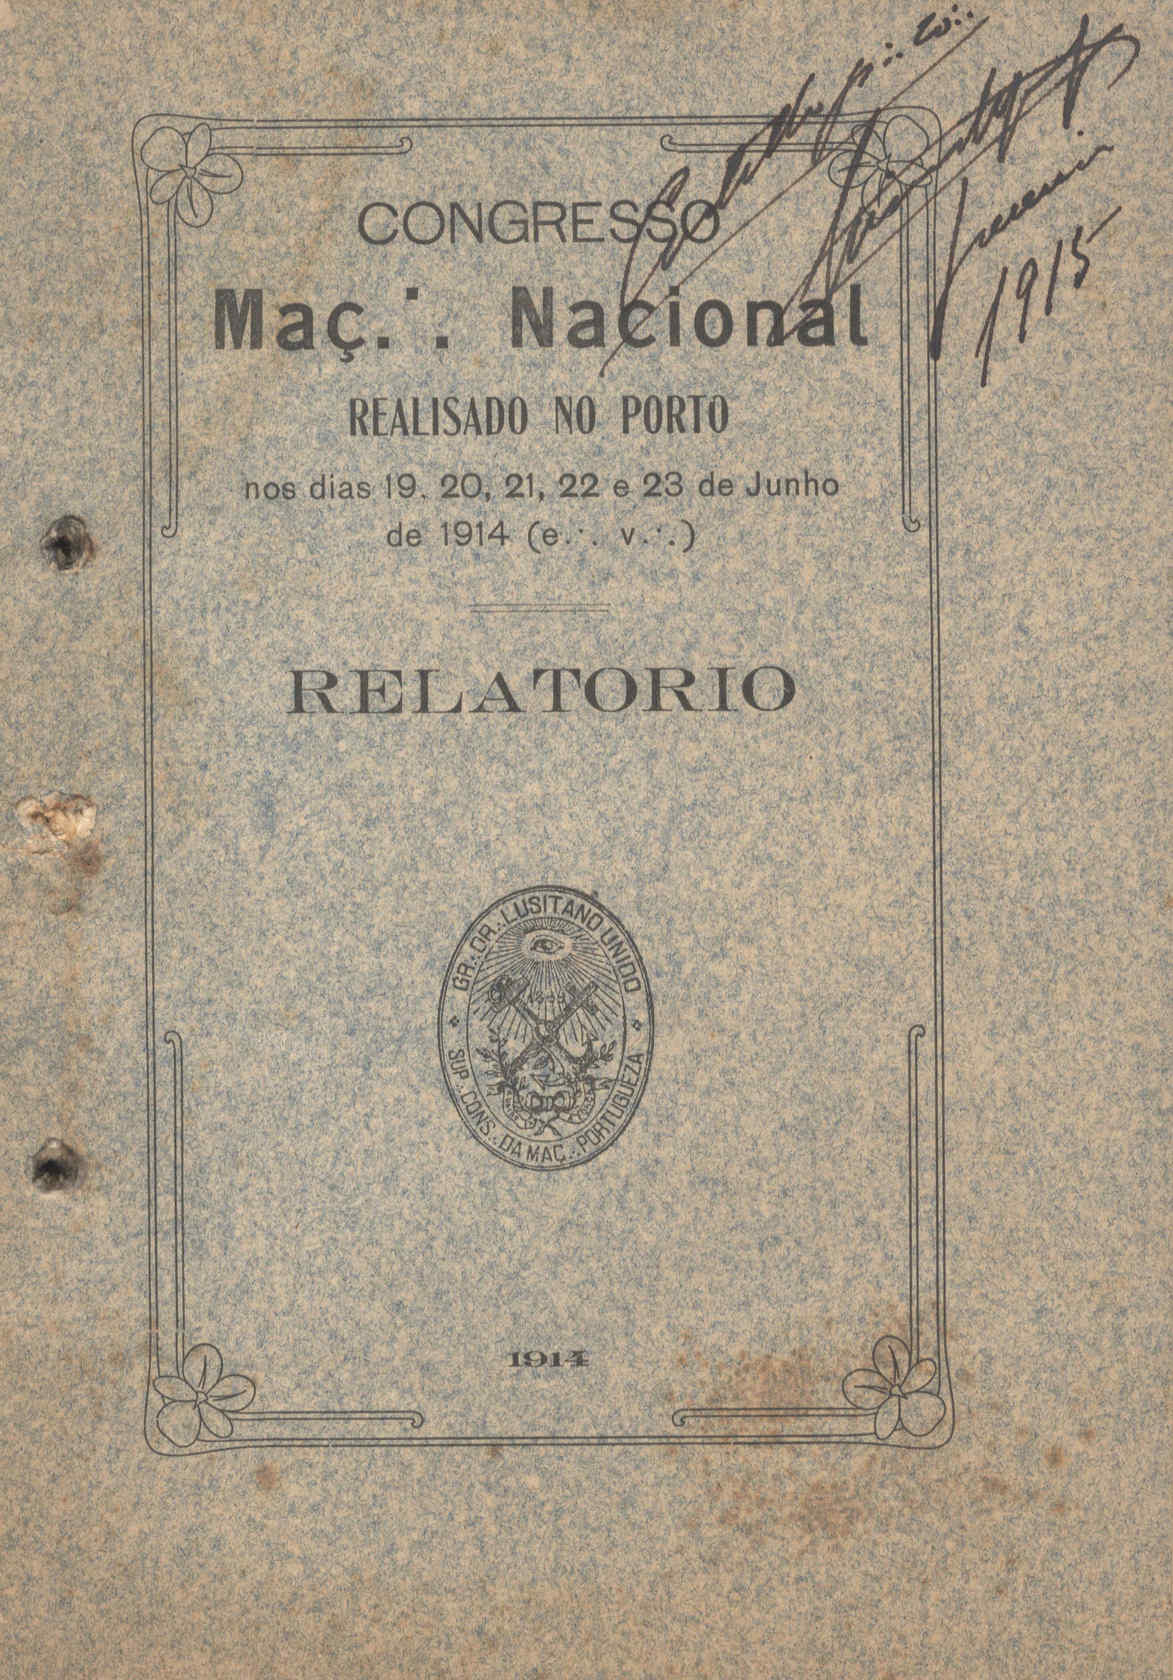 1915
CONGRESSO
Maç.∴ Nacional
REALISADO NO PORTO
nos dias 19. 20, 21, 22 e 23 de Junho
de 1914 (e.∴ v.∴)
RELATORIO
GR∴ OR∴ LUSITANO UNIDO
SUP∴ CONS∴ DA MAÇ∴ PORTUGUEZA
1914